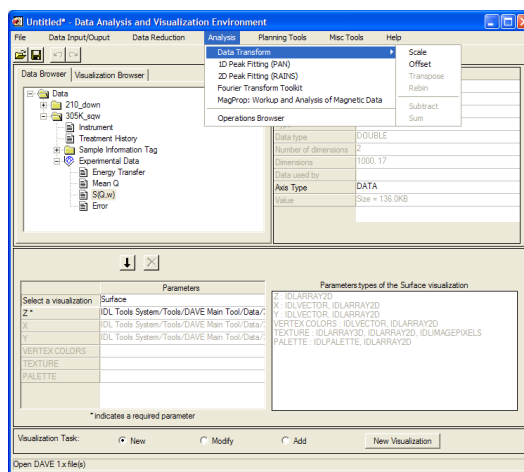 Untitled* - Data Analysis and Visualization Environment
File Data Input/Ouput Data Reduction Analysis Planning Tools Misc Tools Help
Data Transform
1D Peak Fitting (PAN)
2D Peak Fitting (RAINS)
Fourier Transform Toolkit
MagProp: Workup and Analysis of Magnetic Data
Operations Browser
Scale
Offset
Transpose
Rebin
Subtract
Sum
Data Browser Visualization Browser
Data
210_down
305K_sqw
Instrument
Treatment History
Sample Information Tag
Experimental Data
Energy Transfer
Mean Q
S(Q,w)
Error
Data type DOUBLE
Number of dimensions 2
Dimensions 1000, 17
Data used by
Axis Type DATA
Value Size = 136.0KB
Parameters
Select a visualization Surface
Z * IDL Tools System/Tools/DAVE Main Tool/Data/
X IDL Tools System/Tools/DAVE Main Tool/Data/
Y IDL Tools System/Tools/DAVE Main Tool/Data/
VERTEX COLORS
TEXTURE
PALETTE
* indicates a required parameter
Parameters:types of the Surface visualization
Z : IDLARRAY2D
X : IDLVECTOR, IDLARRAY2D
Y : IDLVECTOR, IDLARRAY2D
VERTEX COLORS : IDLVECTOR, IDLARRAY2D
TEXTURE : IDLARRAY3D, IDLARRAY2D, IDLIMAGEPIXELS
PALETTE : IDLPALETTE, IDLARRAY2D
Visualization Task: New Modify Add New Visualization
Open DAVE 1.x file(s)